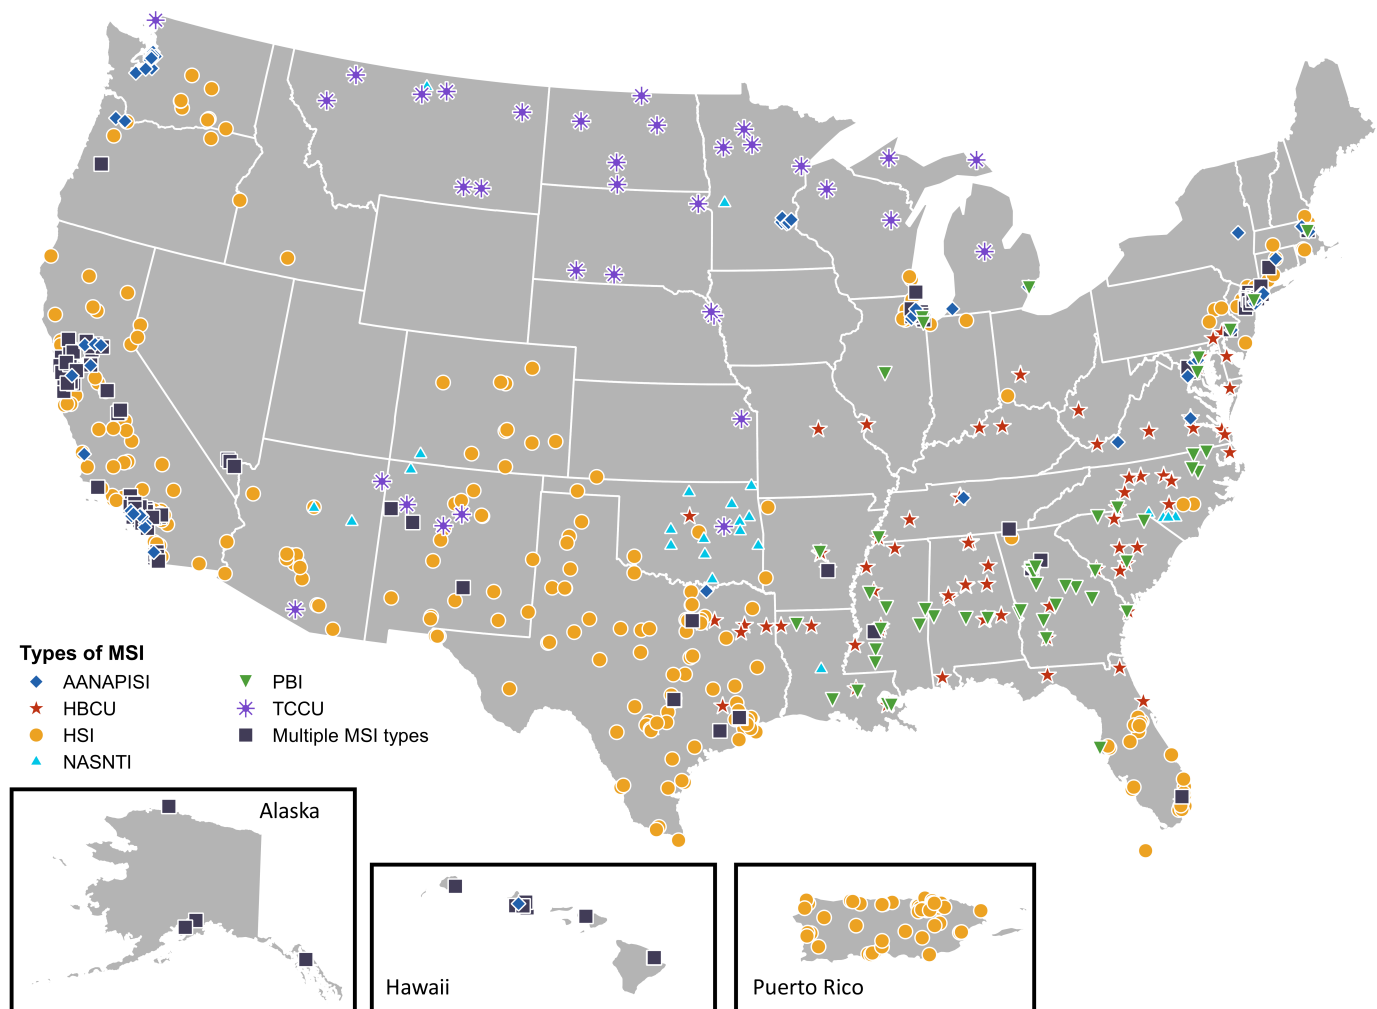 Types of MSI
AANAPISI
HBCU
HSI
NASNTI
PBI
TCCU
Multiple MSI types
Alaska
Hawaii
Puerto Rico